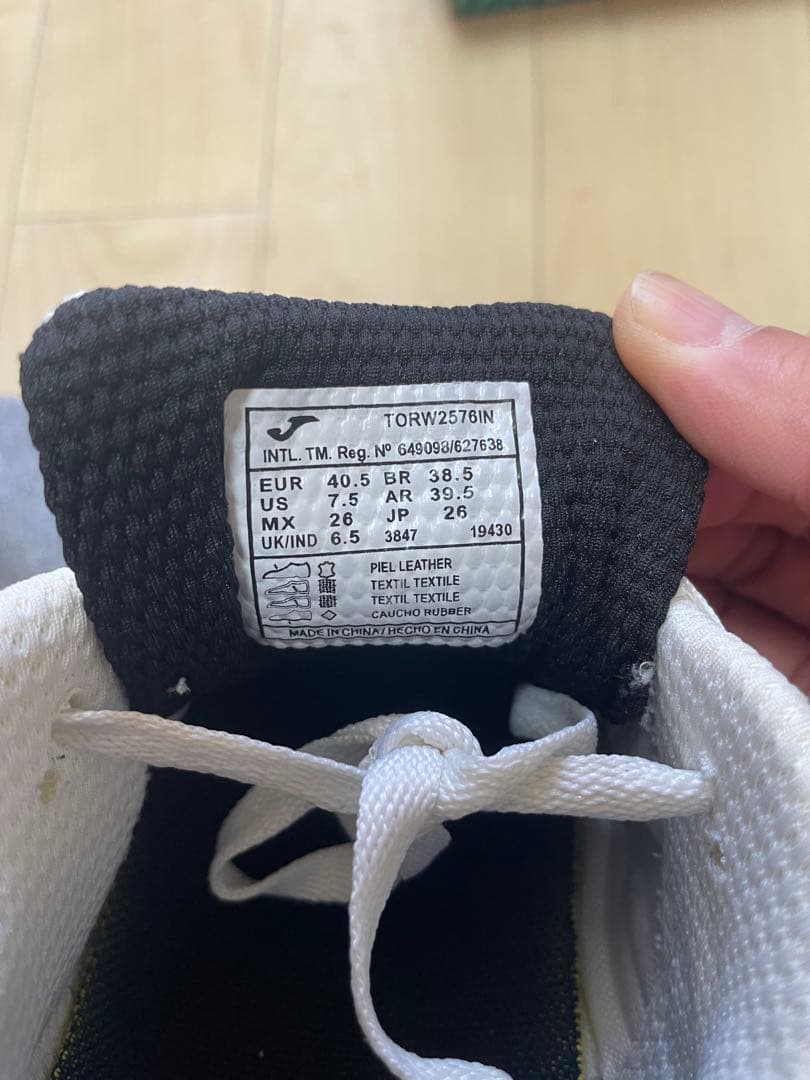 TORW2576IN
INTL. TM. Reg. Nº 649098/627638
EUR 40.5 BR 38.5
US 7.5 AR 39.5
MX 26 JP 26
UK/IND 6.5 3847 19430
PIEL LEATHER
TEXTIL TEXTILE
TEXTIL TEXTILE
CAUCHO RUBBER
MADE IN CHINA / HECHO EN CHINA